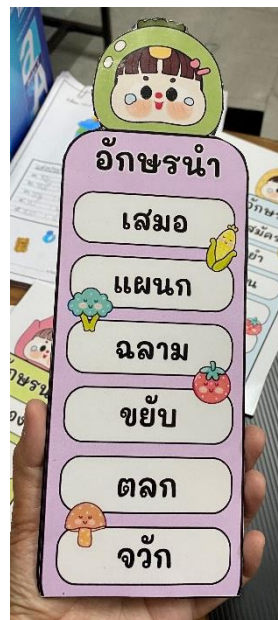 อักษรนำ
เสมอ
แผนก
ฉลาม
ขยับ
ตลก
จวัก